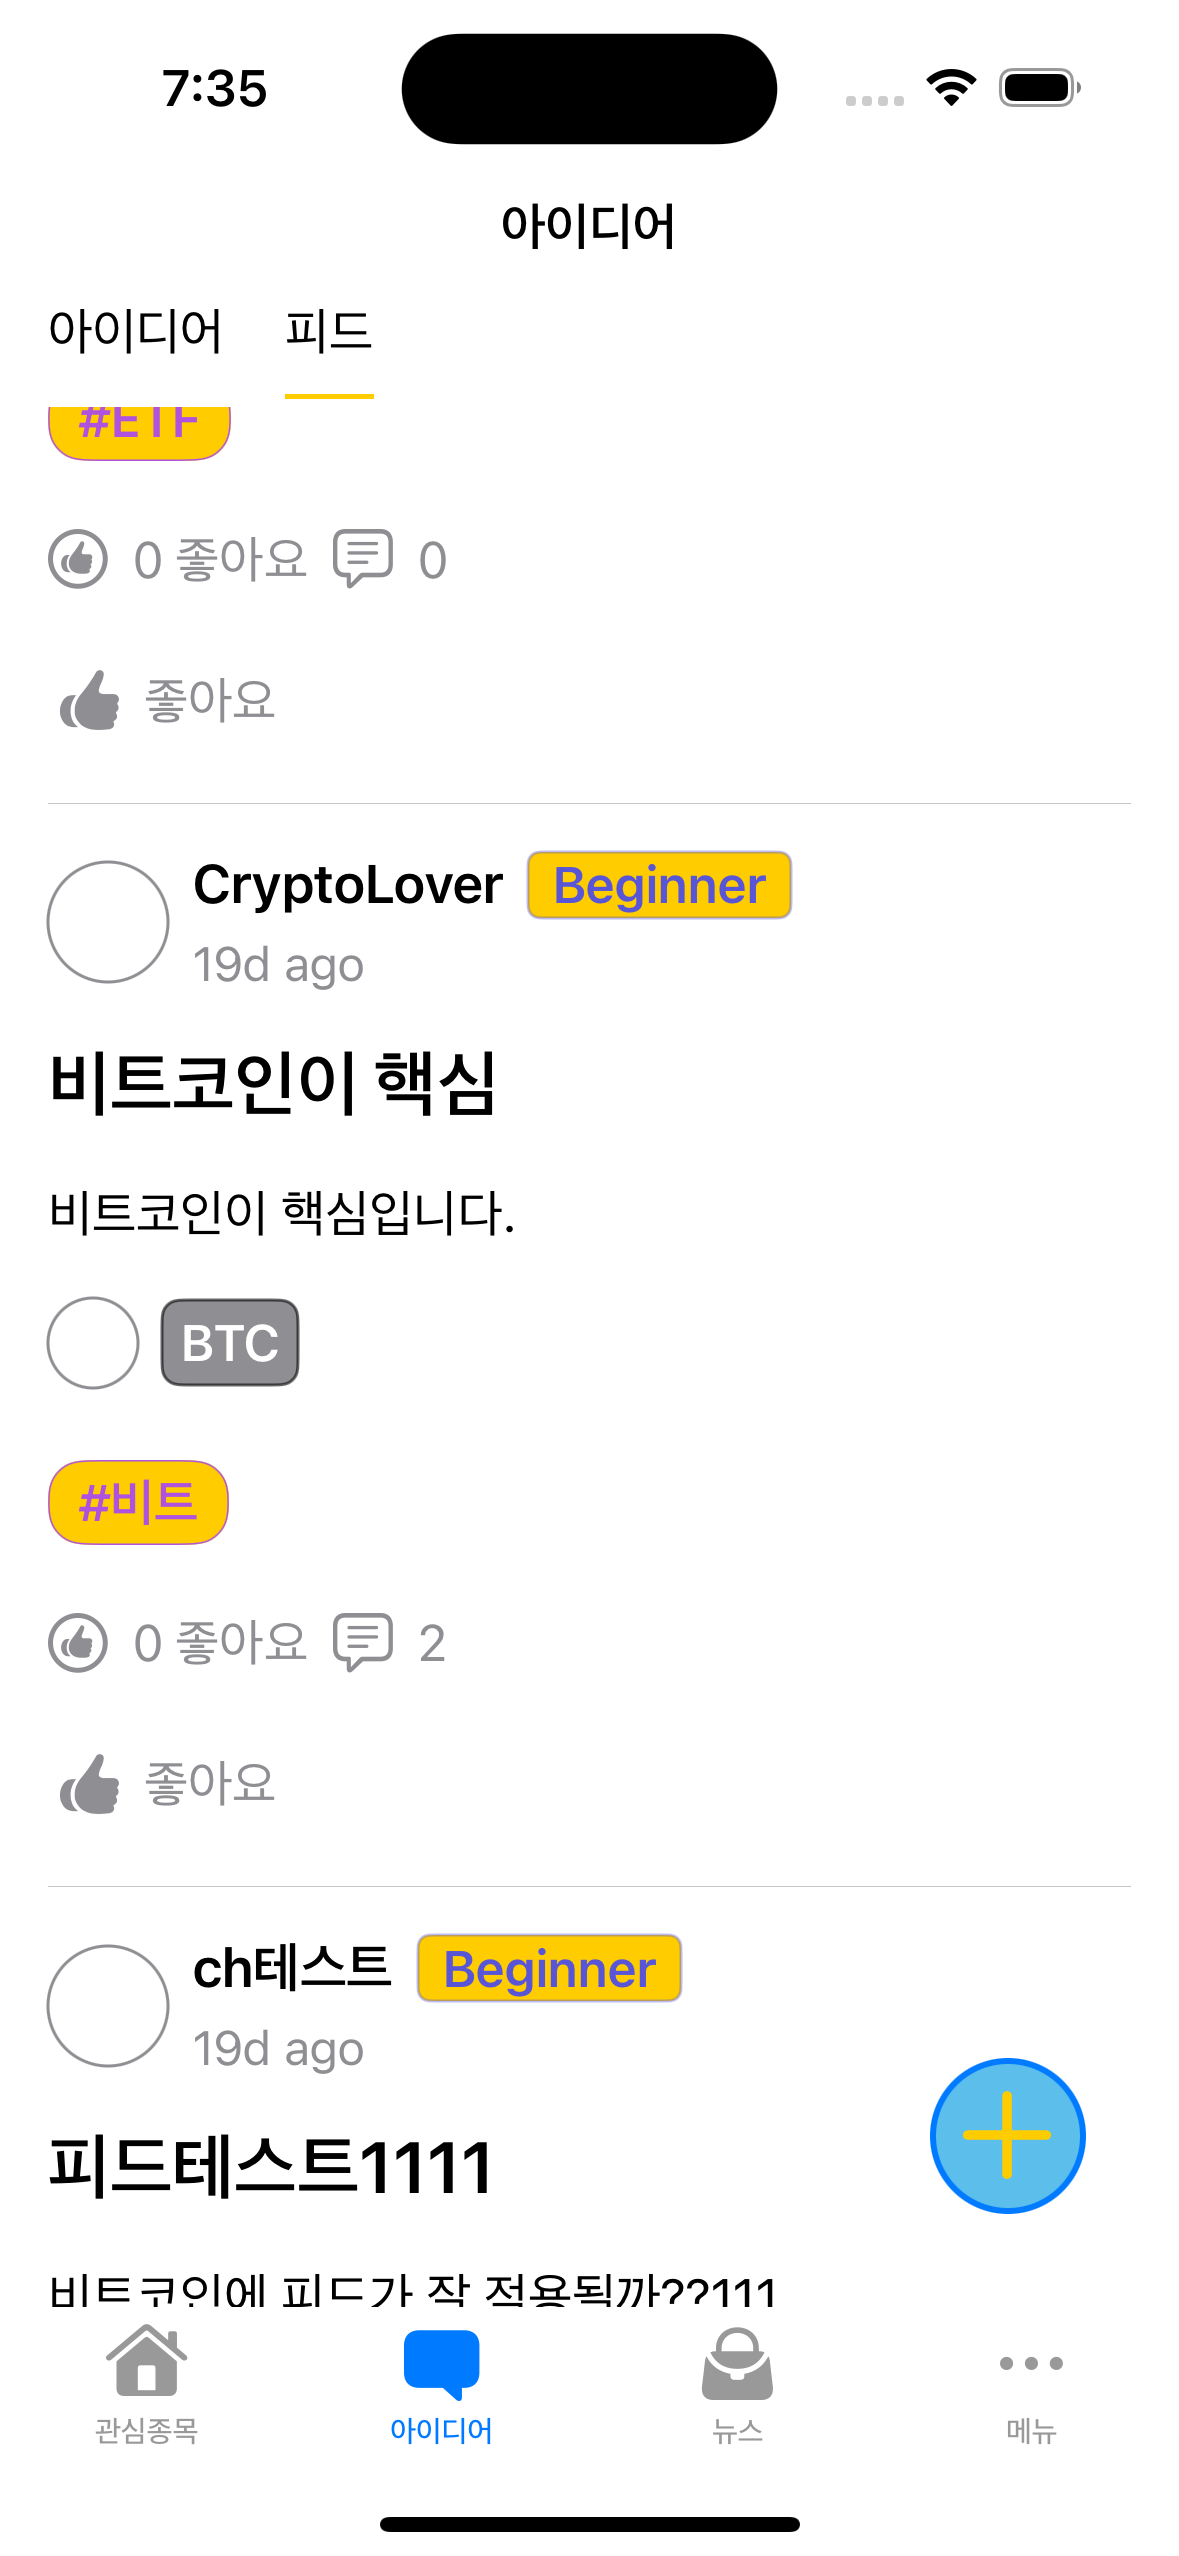 7:35
아이디어
아이디어 피드
#ETF
0 좋아요 0
좋아요
CryptoLover Beginner
19d ago
비트코인이 핵심
비트코인이 핵심입니다.
BTC
#비트
0 좋아요 2
좋아요
ch테스트 Beginner
19d ago
피드테스트1111
비트코인에 피드가 잘 적용될까??111
관심종목 아이디어 뉴스 메뉴